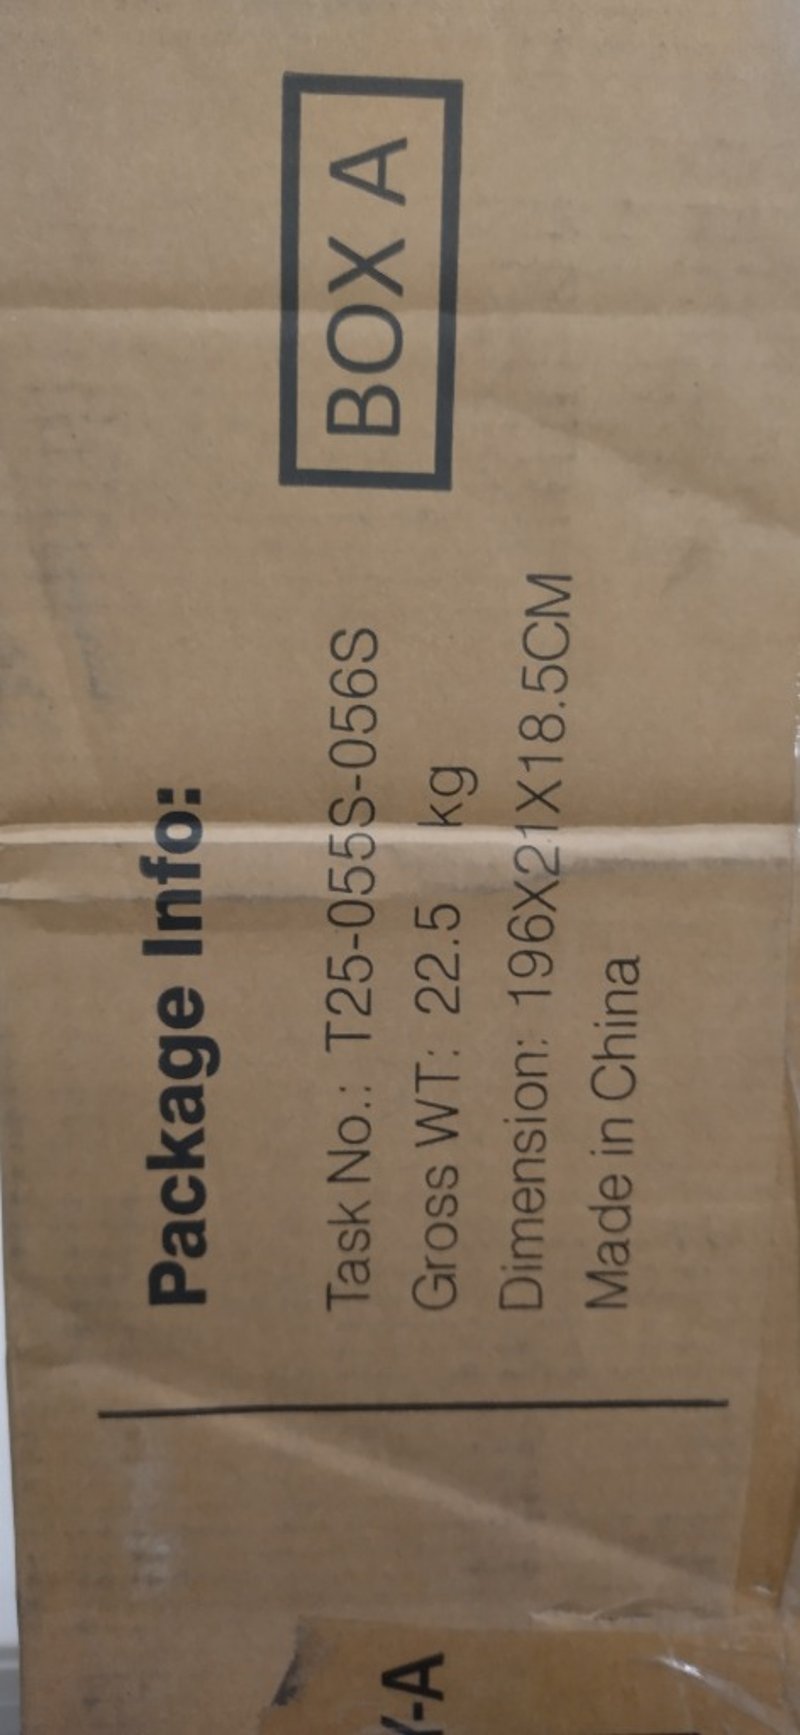 Package Info:
Task No.: T25-055S-056S
Gross WT: 22.5 kg
Dimension: 196X21X18.5CM
Made in China
BOX A
-A